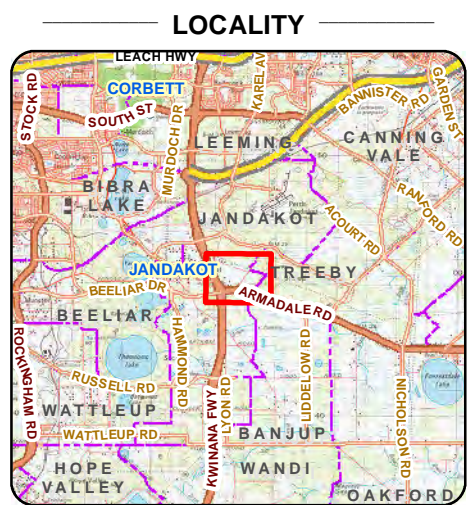 LOCALITY
LEACH HWY
CORBETT
STOCK RD
SOUTH ST
MURDOCH DR
KAREL AV
BANNISTER RD
GARDEN ST
LEEMING
CANNING
VALE
BIBRA
LAKE
RANFORD RD
JANDAKOT
ACOURT RD
JANDAKOT
TREEBY
BEELIAR DR
ARMADALE RD
BEELIAR
HAMMOND RD
ROCKINGHAM RD
RUSSELL RD
KWINANA FWY
LYON RD
LIDDELOW RD
NICHOLSON RD
WATTLEUP
WATTLEUP RD
BANJUP
HOPE
VALLEY
WANDI
OAKFORD